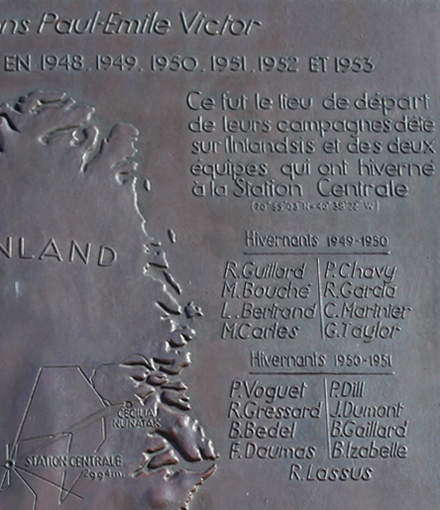 ns Paul-Emile Victor
EN 1948, 1949, 1950, 1951, 1952 ET 1953
Ce fut le lieu de départ
de leurs campagnes d'été
sur l'Inlandsis et des deux
équipes qui ont hiverné
à la Station Centrale
NLAND
Hivernants 1949-1950
R. Guillard P. Chavy
M. Bouché R. Garcia
L. Bertrand C. Marinier
M. Carles G. Taylor
Hivernants 1950-1951
P. Voguet P. Dill
R. Gressard J. Dumont
B. Bedel B. Gaillard
F. Daumas B. Izabelle
R. Lassus
CECILIA
NUNATAK
STATION CENTRALE
2994m